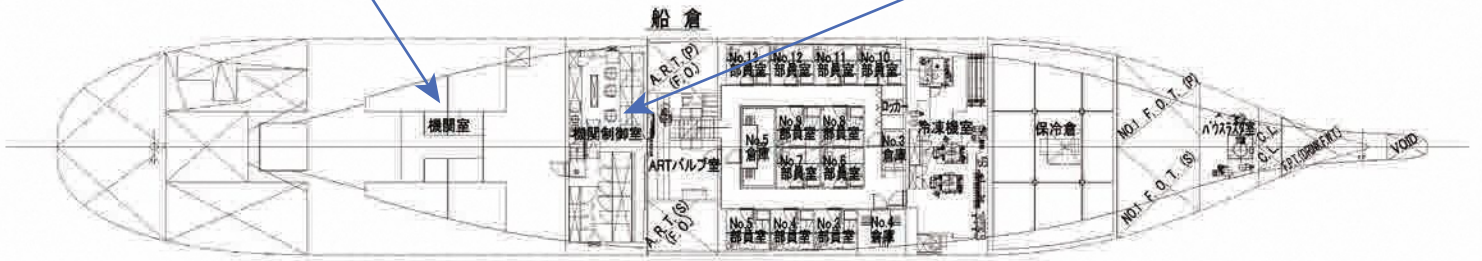 船倉
機関室
機関制御室
A.R.T.(P)
(F.O)
ARTバルブ室
A.R.T.(S)
(F.O)
No.13
部員室
No.12
部員室
No.11
部員室
No.10
部員室
ロッカー
No.5
倉庫
No.9
部員室
No.8
部員室
No.7
部員室
No.6
部員室
No.3
倉庫
No.5
部員室
No.4
部員室
No.3
部員室
No.4
倉庫
冷凍機室
保冷倉
NO.1 F.O.T.(P)
NO.1 F.O.T.(S)
バウスラスタ室
C.L.
C.L.
VOID